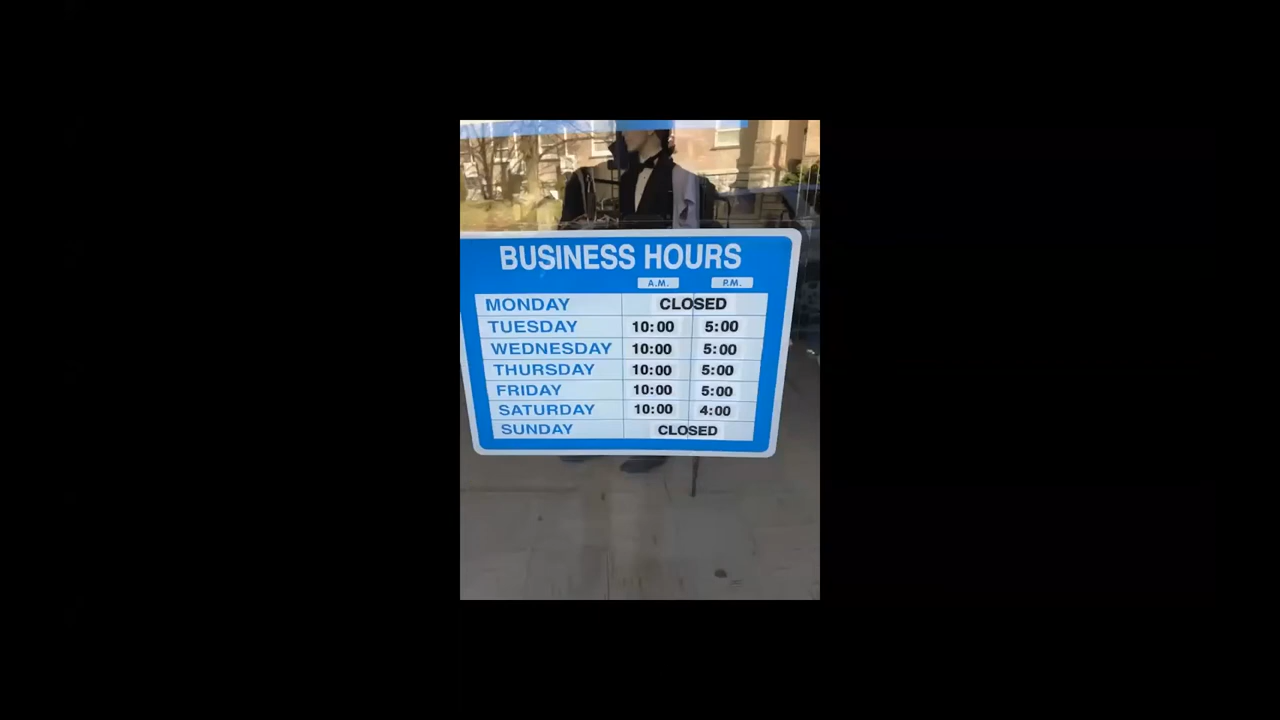 BUSINESS HOURS
A.M. P.M.
MONDAY CLOSED
TUESDAY 10:00 5:00
WEDNESDAY 10:00 5:00
THURSDAY 10:00 5:00
FRIDAY 10:00 5:00
SATURDAY 10:00 4:00
SUNDAY CLOSED